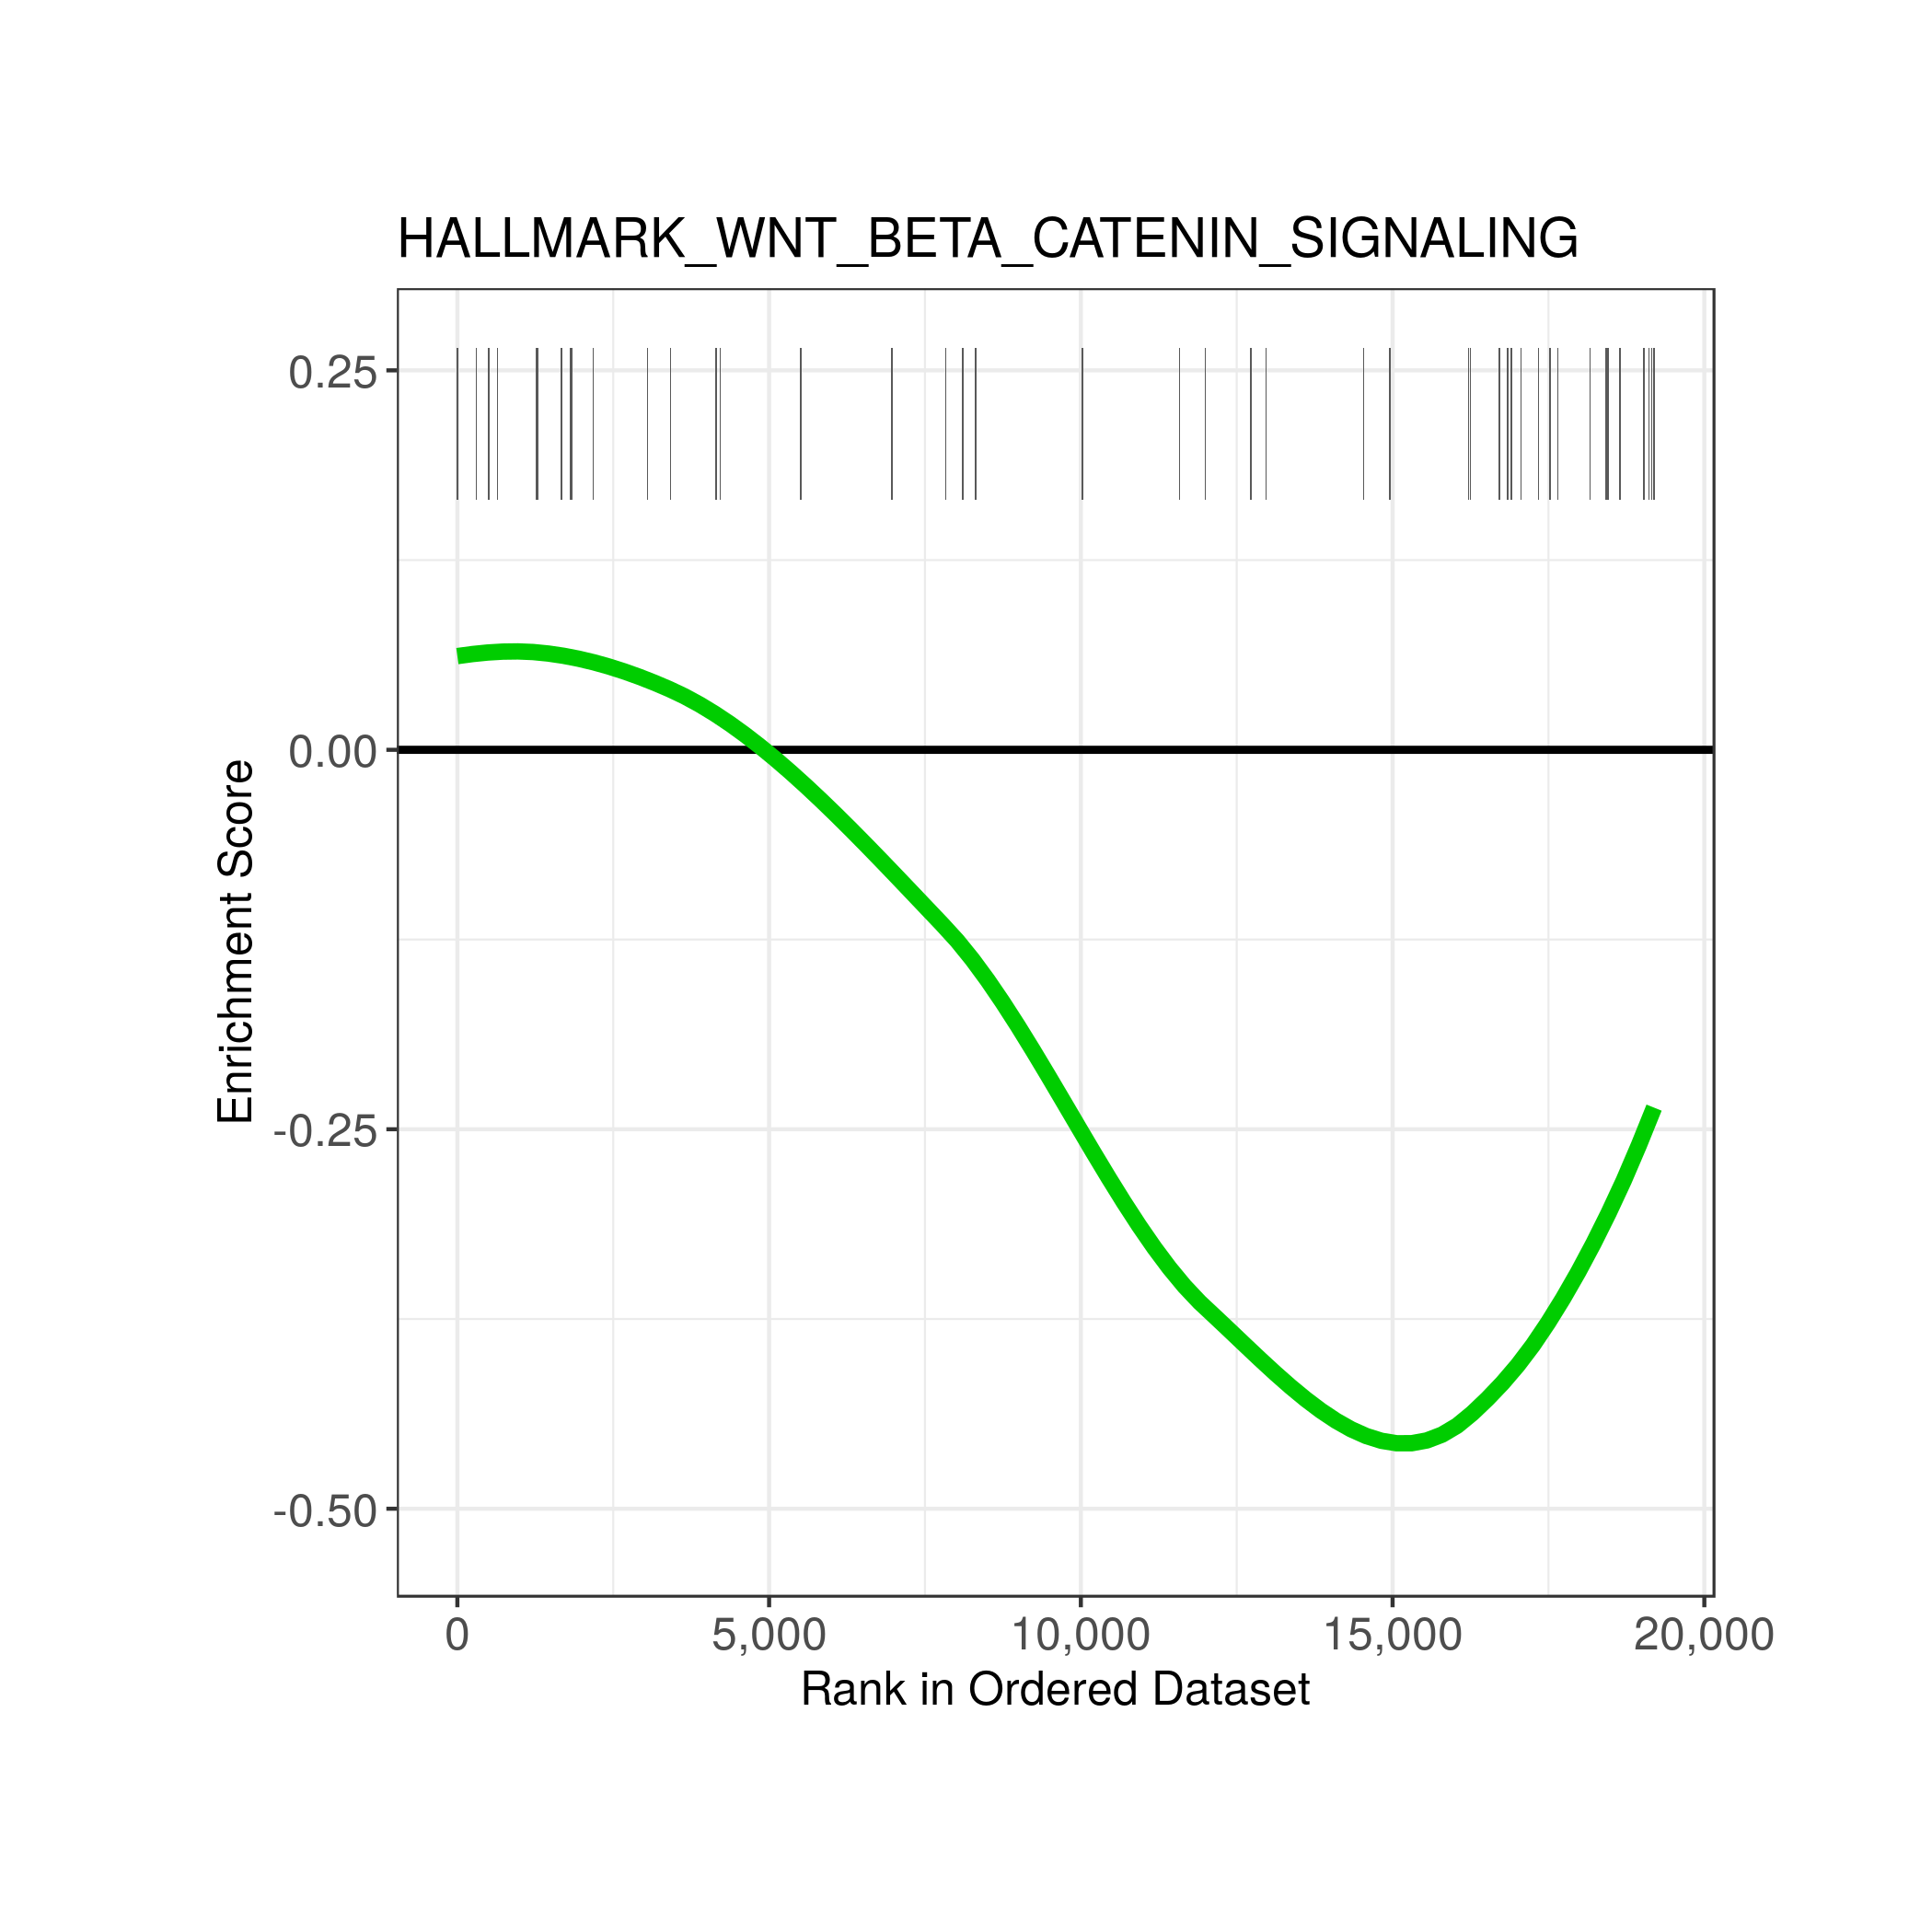 HALLMARK_WNT_BETA_CATENIN_SIGNALING
0.25
0.00
-0.25
-0.50
Enrichment Score
0 5,000 10,000 15,000 20,000
Rank in Ordered Dataset